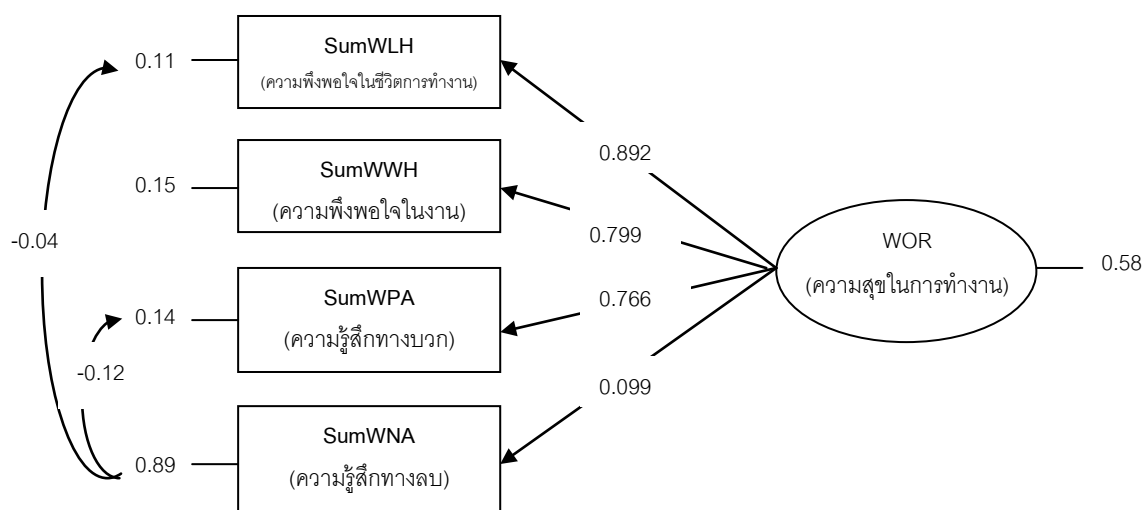 SumWLH
(ความพึงพอใจในชีวิตการทำงาน)
0.11
0.892
SumWWH
(ความพึงพอใจในงาน)
0.15
0.799
-0.04
WOR
(ความสุขในการทำงาน)
0.58
SumWPA
(ความรู้สึกทางบวก)
0.14
0.766
-0.12
0.099
SumWNA
(ความรู้สึกทางลบ)
0.89